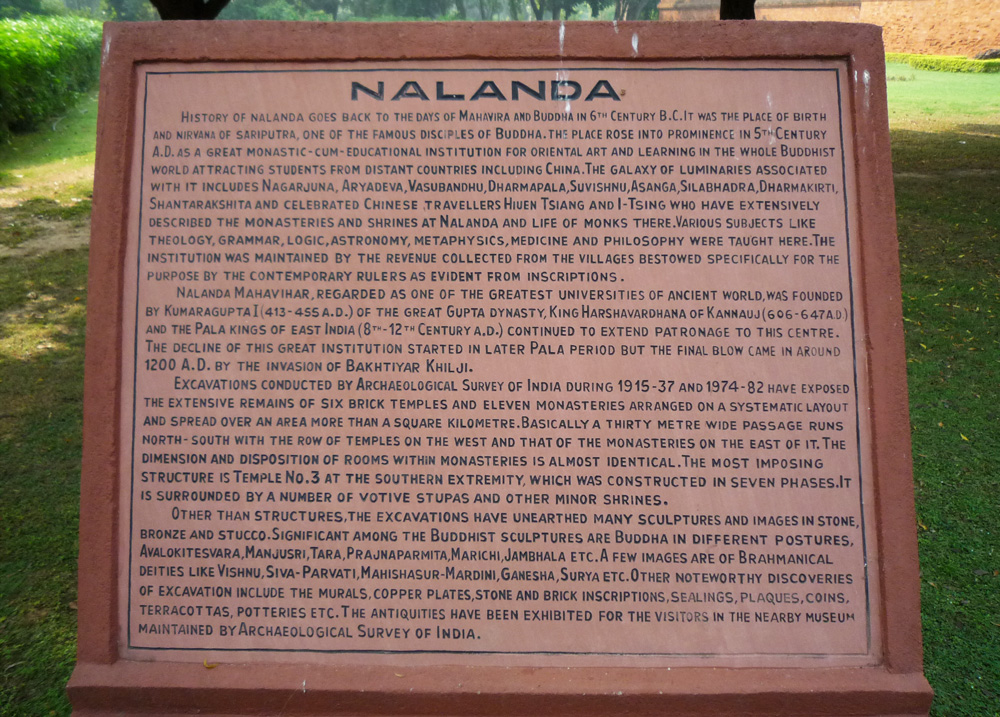 NALANDA
HISTORY OF NALANDA GOES BACK TO THE DAYS OF MAHAVIRA AND BUDDHA IN 6TH CENTURY B.C.IT WAS THE PLACE OF BIRTH
AND NIRVANA OF SARIPUTRA, ONE OF THE FAMOUS DISCIPLES OF BUDDHA.THE PLACE ROSE INTO PROMINENCE IN 5TH CENTURY
A.D. AS A GREAT MONASTIC-CUM-EDUCATIONAL INSTITUTION FOR ORIENTAL ART AND LEARNING IN THE WHOLE BUDDHIST
WORLD ATTRACTING STUDENTS FROM DISTANT COUNTRIES INCLUDING CHINA.THE GALAXY OF LUMINARIES ASSOCIATED
WITH IT INCLUDES NAGARJUNA, ARYADEVA,VASUBANDHU,DHARMAPALA,SUVISHNU,ASANGA,SILABHADRA,DHARMAKIRTI,
SHANTARAKSHITA AND CELEBRATED CHINESE TRAVELLERS HIUEN TSIANG AND I-TSING WHO HAVE EXTENSIVELY
DESCRIBED THE MONASTERIES AND SHRINES AT NALANDA AND LIFE OF MONKS THERE.VARIOUS SUBJECTS LIKE
THEOLOGY, GRAMMAR, LOGIC,ASTRONOMY, METAPHYSICS, MEDICINE AND PHILOSOPHY WERE TAUGHT HERE.THE
INSTITUTION WAS MAINTAINED BY THE REVENUE COLLECTED FROM THE VILLAGES BESTOWED SPECIFICALLY FOR THE
PURPOSE BY THE CONTEMPORARY RULERS AS EVIDENT FROM INSCRIPTIONS.
NALANDA MAHAVIHAR, REGARDED AS ONE OF THE GREATEST UNIVERSITIES OF ANCIENT WORLD,WAS FOUNDED
BY KUMARAGUPTA I (413-455 A.D.) OF THE GREAT GUPTA DYNASTY, KING HARSHAVARDHANA OF KANNAUJ (606-647 A.D)
AND THE PALA KINGS OF EAST INDIA (8TH-12TH CENTURY A.D.) CONTINUED TO EXTEND PATRONAGE TO THIS CENTRE.
THE DECLINE OF THIS GREAT INSTITUTION STARTED IN LATER PALA PERIOD BUT THE FINAL BLOW CAME IN AROUND
1200 A.D. BY THE INVASION OF BAKHTIYAR KHILJI.
EXCAVATIONS CONDUCTED BY ARCHAEOLOGICAL SURVEY OF INDIA DURING 1915-37 AND 1974-82 HAVE EXPOSED
THE EXTENSIVE REMAINS OF SIX BRICK TEMPLES AND ELEVEN MONASTERIES ARRANGED ON A SYSTEMATIC LAYOUT
AND SPREAD OVER AN AREA MORE THAN A SQUARE KILOMETRE.BASICALLY A THIRTY METRE WIDE PASSAGE RUNS
NORTH-SOUTH WITH THE ROW OF TEMPLES ON THE WEST AND THAT OF THE MONASTERIES ON THE EAST OF IT.THE
DIMENSION AND DISPOSITION OF ROOMS WITHIN MONASTERIES IS ALMOST IDENTICAL.THE MOST IMPOSING
STRUCTURE IS TEMPLE NO.3 AT THE SOUTHERN EXTREMITY, WHICH WAS CONSTRUCTED IN SEVEN PHASES.IT
IS SURROUNDED BY A NUMBER OF VOTIVE STUPAS AND OTHER MINOR SHRINES.
OTHER THAN STRUCTURES,THE EXCAVATIONS HAVE UNEARTHED MANY SCULPTURES AND IMAGES IN STONE,
BRONZE AND STUCCO.SIGNIFICANT AMONG THE BUDDHIST SCULPTURES ARE BUDDHA IN DIFFERENT POSTURES,
AVALOKITESVARA,MANJUSRI,TARA,PRAJNAPARMITA,MARICHI,JAMBHALA ETC.A FEW IMAGES ARE OF BRAHMANICAL
DEITIES LIKE VISHNU,SIVA-PARVATI,MAHISHASUR-MARDINI,GANESHA,SURYA ETC.OTHER NOTEWORTHY DISCOVERIES
OF EXCAVATION INCLUDE THE MURALS,COPPER PLATES,STONE AND BRICK INSCRIPTIONS,SEALINGS,PLAQUES,COINS,
TERRACOTTAS, POTTERIES ETC.THE ANTIQUITIES HAVE BEEN EXHIBITED FOR THE VISITORS IN THE NEARBY MUSEUM
MAINTAINED BY ARCHAEOLOGICAL SURVEY OF INDIA.